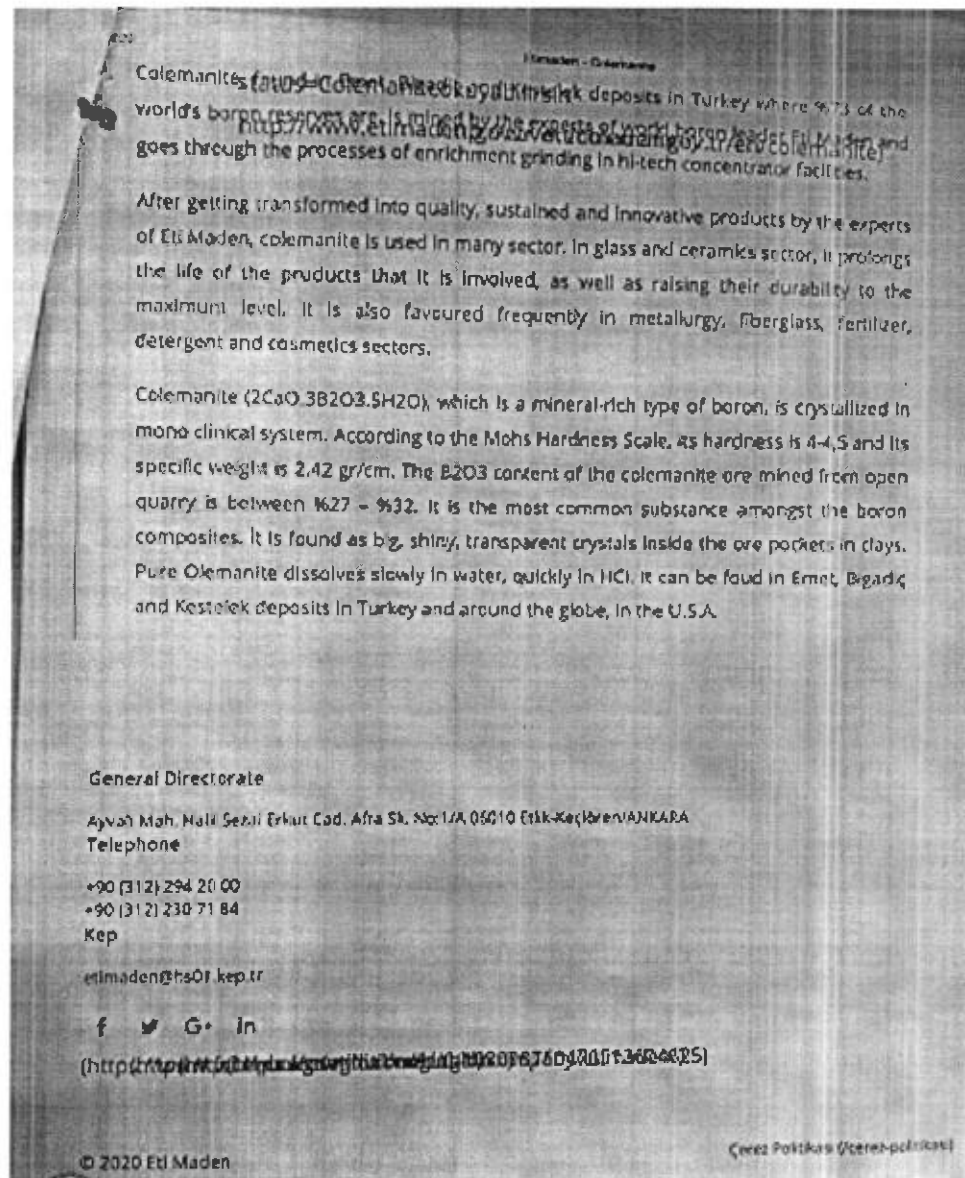 Etimaden - Colemanite
Colemanite, found in and deposits in Turkey where %73 of the
world's boron reserves are, is mined by the experts of world boron leader Eti Maden and
goes through the processes of enrichment grinding in hi-tech concentrator facilities.
After getting transformed into quality, sustained and innovative products by the experts
of Eti Maden, colemanite is used in many sector. In glass and ceramics sector, it prolongs
the life of the products that it is involved, as well as raising their durability to the
maximum level. It is also favoured frequently in metallurgy, fiberglass, fertilizer,
detergent and cosmetics sectors.
Colemanite (2CaO.3B2O3.5H2O), which is a mineral-rich type of boron, is crystallized in
mono clinical system. According to the Mohs Hardness Scale, its hardness is 4-4,5 and its
specific weight is 2,42 gr/cm. The B2O3 content of the colemanite ore mined from open
quarry is between %27 – %32. It is the most common substance amongst the boron
composites. It is found as big, shiny, transparent crystals inside the ore pockets in clays.
Pure Olemanite dissolves slowly in water, quickly in HCl. It can be foud in Emet, Bigadiç
and Kestelek deposits in Turkey and around the globe, in the U.S.A.
General Directorate
Ayvalı Mah. Halil Sezai Erkut Cad. Afra Sk. No:1/A 06010 Etlik-Keçiören/ANKARA
Telephone
+90 (312) 294 20 00
+90 (312) 230 71 84
Kep
etimaden@hs01.kep.tr
f G+ in
© 2020 Eti Maden
Çerez Politikası (/cerez-politikasi)